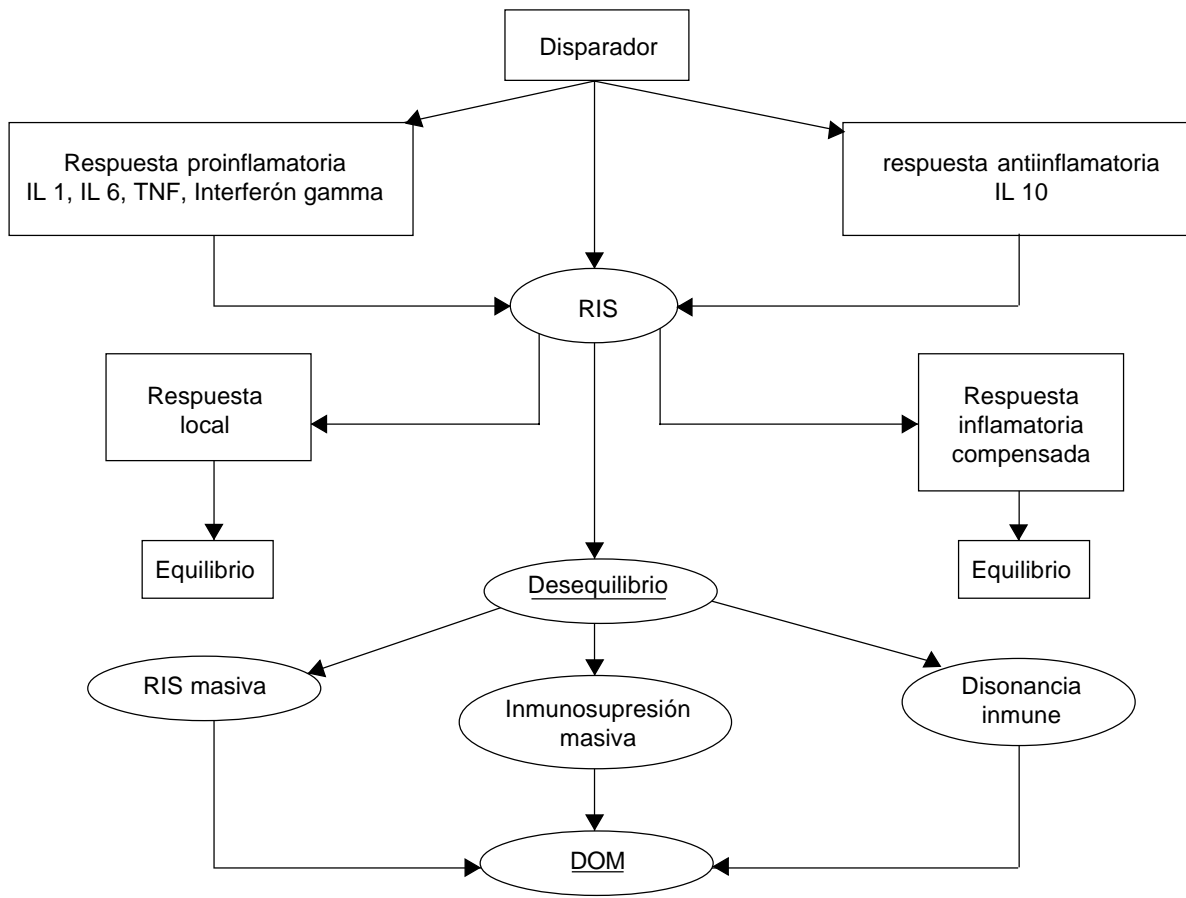 Disparador
Respuesta proinflamatoria
IL 1, IL 6, TNF, Interferón gamma
respuesta antiinflamatoria
IL 10
RIS
Respuesta
local
Respuesta
inflamatoria
compensada
Equilibrio
Equilibrio
Desequilibrio
RIS masiva
Inmunosupresión
masiva
Disonancia
inmune
DOM